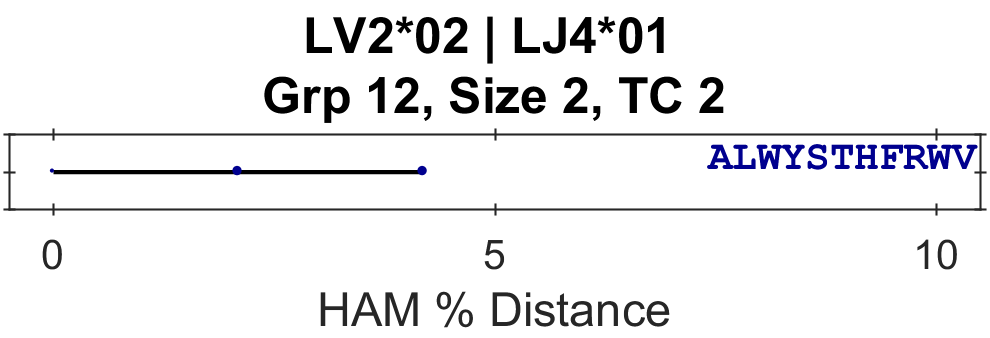 LV2*02 | LJ4*01
Grp 12, Size 2, TC 2
ALWYSTHFRWV
0 5 10
HAM % Distance